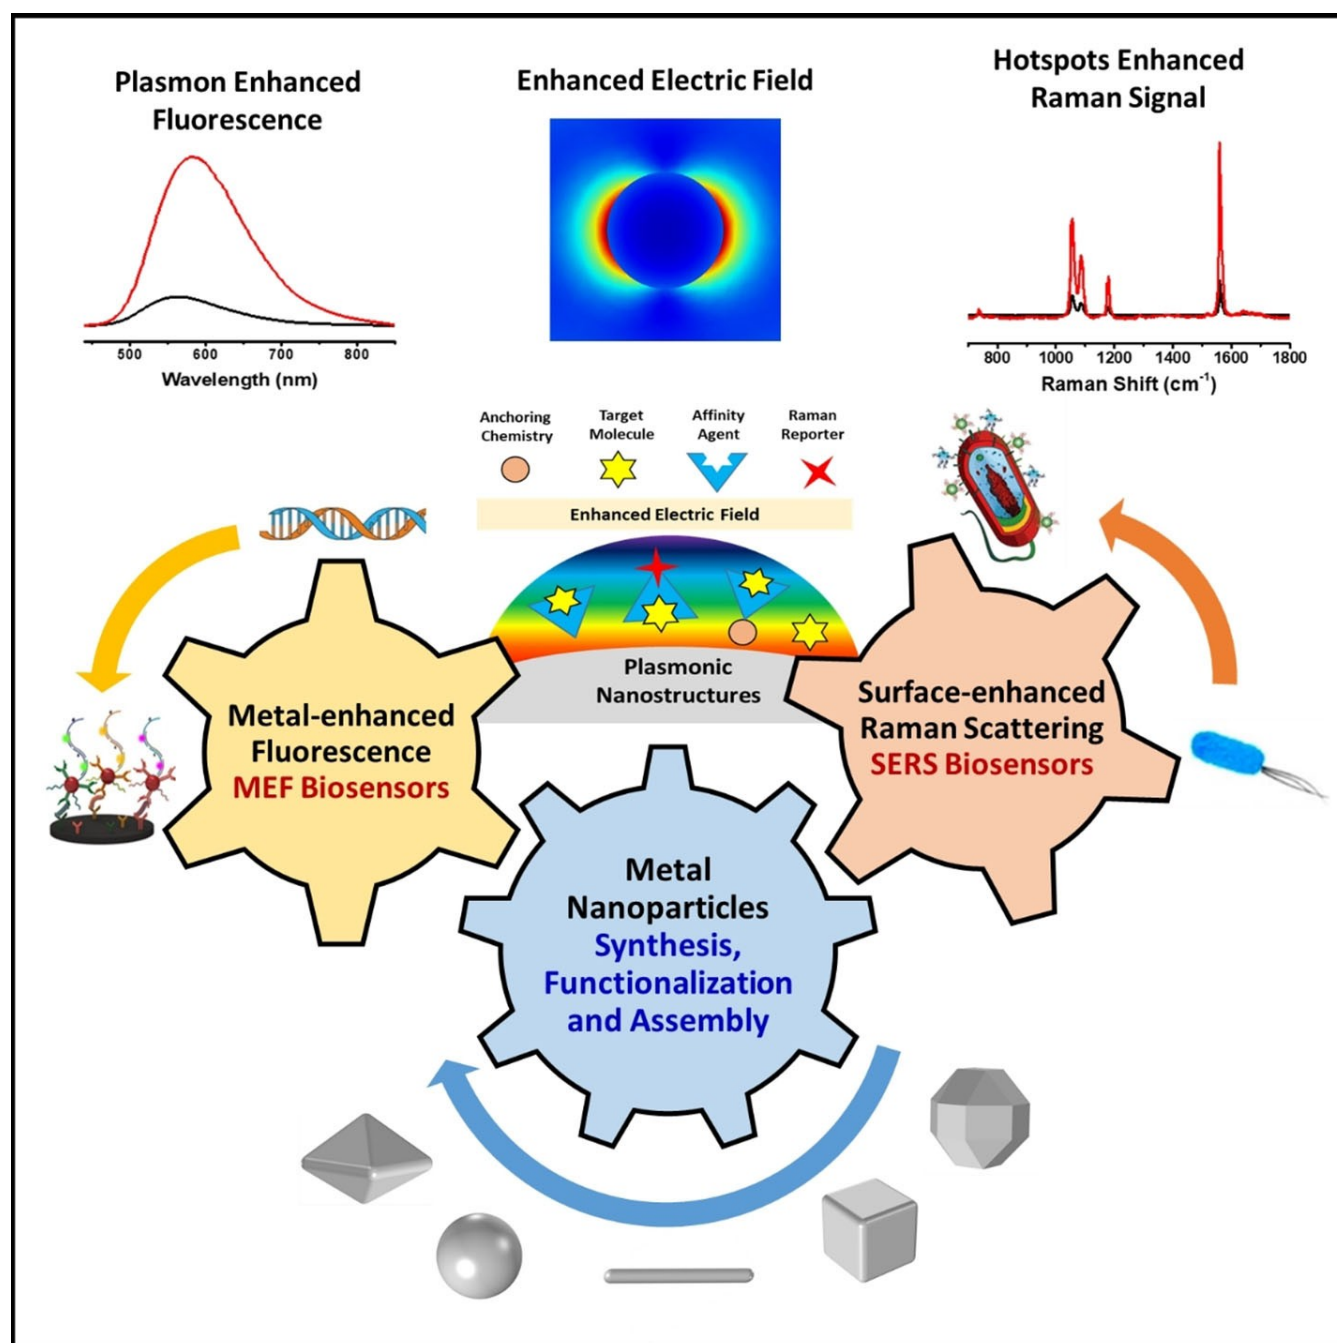 Plasmon Enhanced
Fluorescence
500 600 700 800
Wavelength (nm)
Enhanced Electric Field
Hotspots Enhanced
Raman Signal
800 1000 1200 1400 1600 1800
Raman Shift (cm⁻¹)
Anchoring
Chemistry
Target
Molecule
Affinity
Agent
Raman
Reporter
Enhanced Electric Field
Plasmonic
Nanostructures
Metal-enhanced
Fluorescence
MEF Biosensors
Surface-enhanced
Raman Scattering
SERS Biosensors
Metal
Nanoparticles
Synthesis,
Functionalization
and Assembly